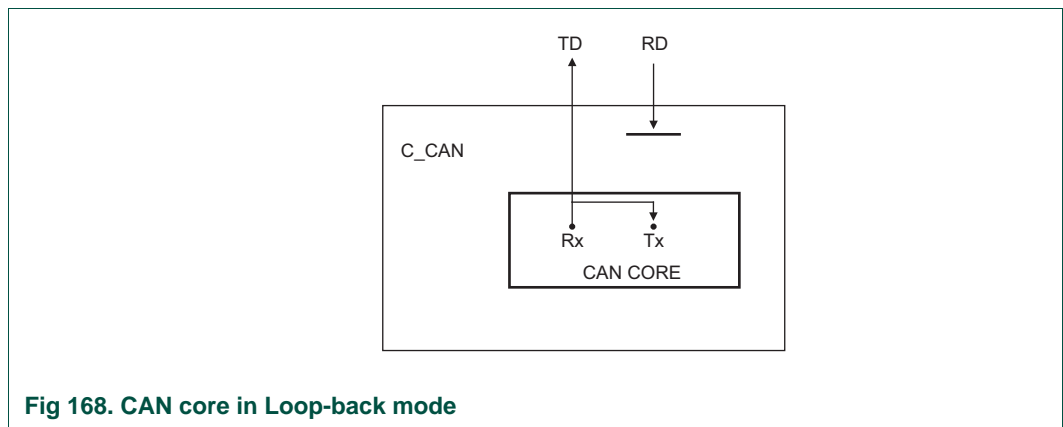 TD RD
C_CAN
Rx Tx
CAN CORE
Fig 168. CAN core in Loop-back mode